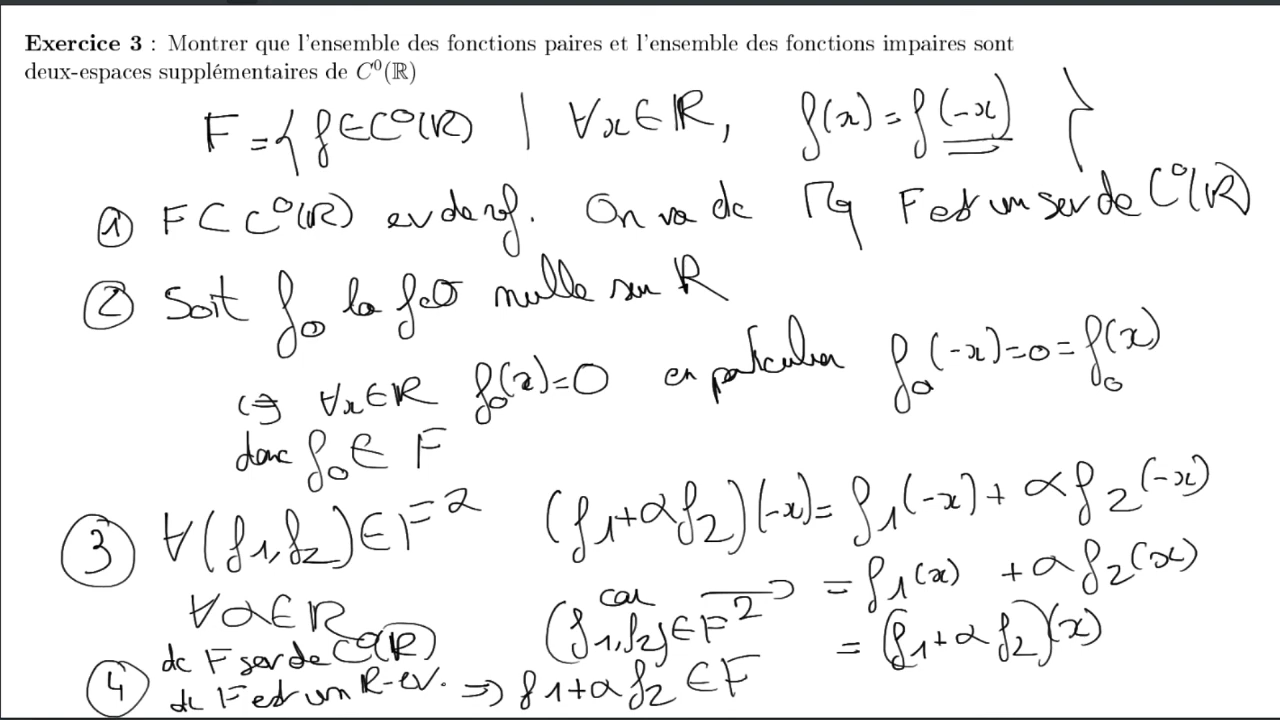 Exercice 3 : Montrer que l'ensemble des fonctions paires et l'ensemble des fonctions impaires sont
deux-espaces supplémentaires de C⁰(ℝ)
F = { f ∈ C⁰(ℝ) | ∀x ∈ ℝ, f(x) = f(-x) }
① F ⊂ C⁰(ℝ) ev de ref. On va dc Mq F est un sev de C⁰(ℝ)
② Soit f₀ la fct° nulle sur ℝ
(⇒ ∀x ∈ ℝ f₀(x) = 0 en particulier f₀(-x) = 0 = f₀(x)
donc f₀ ∈ F
③ ∀(f₁,f₂) ∈ F² (f₁+αf₂)(-x) = f₁(-x) + αf₂(-x)
∀α ∈ ℝ car (f₁,f₂) ∈ F² = f₁(x) + αf₂(x)
dc F sev de C⁰(ℝ) = (f₁+αf₂)(x)
④ dc F est un ℝ-ev. ⇒ f₁+αf₂ ∈ F